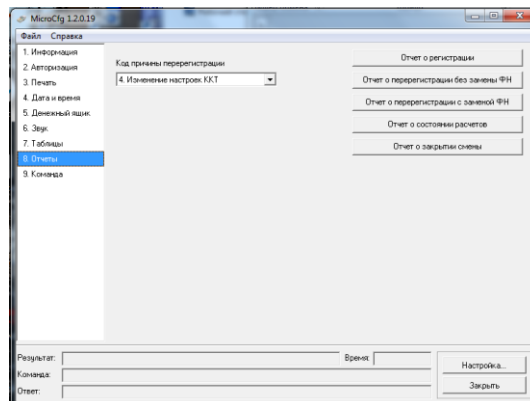 MicroCfg 1.2.0.19
Файл Справка
1. Информация
2. Авторизация
3. Печать
4. Дата и время
5. Денежный ящик
6. Звук
7. Таблицы
8. Отчеты
9. Команда
Код причины перерегистрации
4. Изменение настроек ККТ
Отчет о регистрации
Отчет о перерегистрации без замены ФН
Отчет о перерегистрации с заменой ФН
Отчет о состоянии расчетов
Отчет о закрытии смены
Результат:
Время:
Команда:
Ответ:
Настройка...
Закрыть